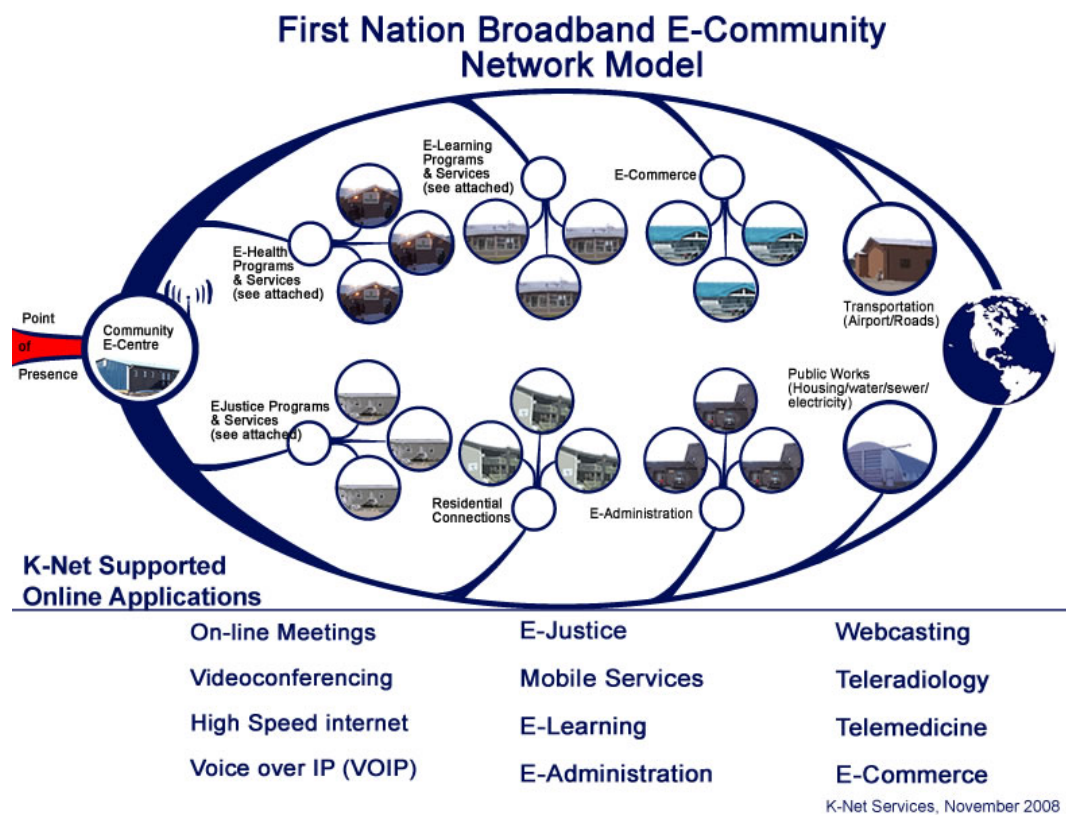 First Nation Broadband E-Community
Network Model
E-Learning
Programs
& Services
(see attached)
E-Commerce
E-Health
Programs
& Services
(see attached)
Transportation
(Airport/Roads)
Point
of
Presence
Community
E-Centre
EJustice Programs
& Services
(see attached)
Residential
Connections
E-Administration
Public Works
(Housing/water/sewer/
electricity)
K-Net Supported
Online Applications
On-line Meetings
Videoconferencing
High Speed internet
Voice over IP (VOIP)
E-Justice
Mobile Services
E-Learning
E-Administration
Webcasting
Teleradiology
Telemedicine
E-Commerce
K-Net Services, November 2008